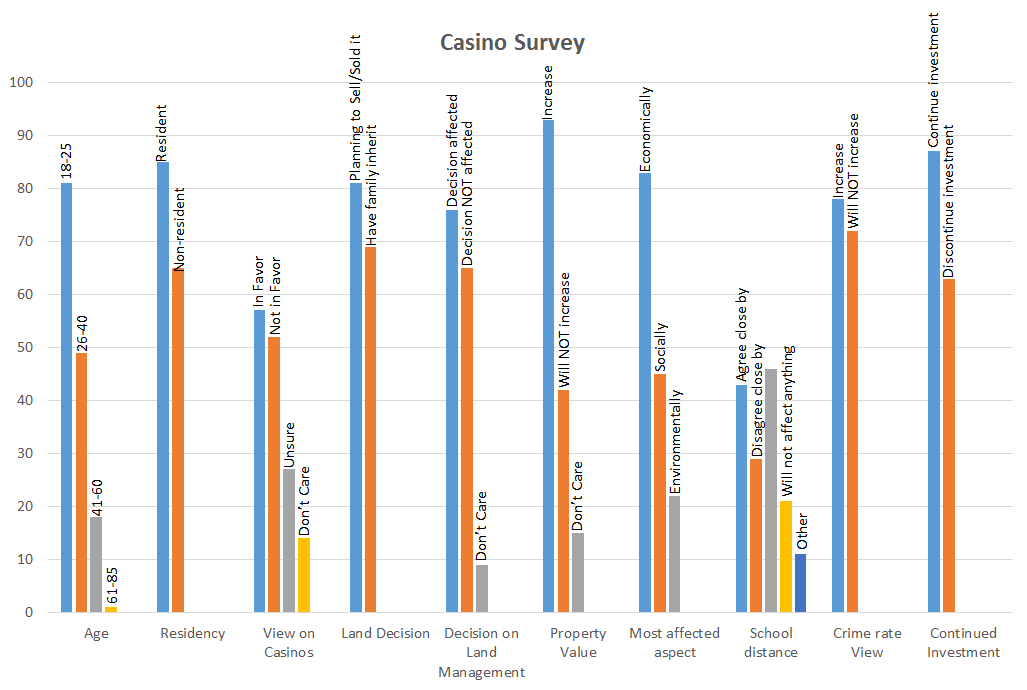 Casino Survey
100
90
80
70
60
50
40
30
20
10
0
18-25
26-40
41-60
61-85
Resident
Non-resident
In Favor
Not in Favor
Unsure
Don't Care
Planning to Sell/Sold it
Have family inherit
Decision affected
Decision NOT affected
Don't Care
Increase
Will NOT increase
Don't Care
Economically
Socially
Environmentally
Agree close by
Disagree close by
Will not affect anything
Other
Increase
Will NOT increase
Continue investment
Discontinue investment
Age
Residency
View on
Casinos
Land Decision
Decision on
Land
Management
Property
Value
Most affected
aspect
School
distance
Crime rate
View
Continued
Investment